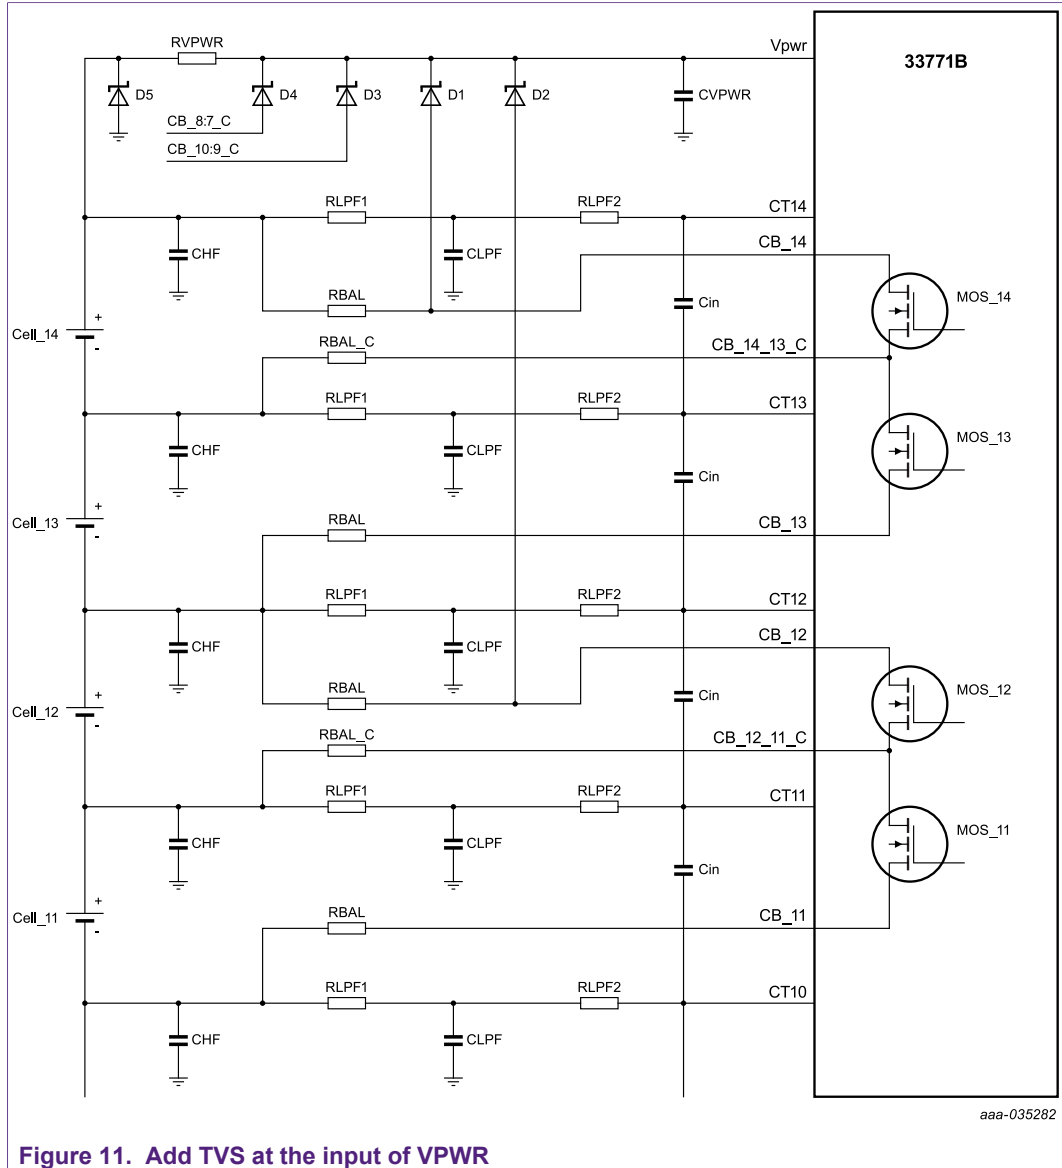 RVPWR
Vpwr
33771B
D5
D4
D3
D1
D2
CVPWR
CB_8:7_C
CB_10:9_C
RLPF1
RLPF2
CT14
CB_14
CHF
CLPF
RBAL
Cin
MOS_14
+
Cell_14
-
RBAL_C
CB_14_13_C
RLPF1
RLPF2
CT13
CHF
CLPF
MOS_13
Cin
+
Cell_13
-
RBAL
CB_13
RLPF1
RLPF2
CT12
CB_12
CHF
CLPF
RBAL
Cin
MOS_12
+
Cell_12
-
RBAL_C
CB_12_11_C
RLPF1
RLPF2
CT11
CHF
CLPF
MOS_11
Cin
+
Cell_11
-
RBAL
CB_11
RLPF1
RLPF2
CT10
CHF
CLPF
aaa-035282
Figure 11. Add TVS at the input of VPWR